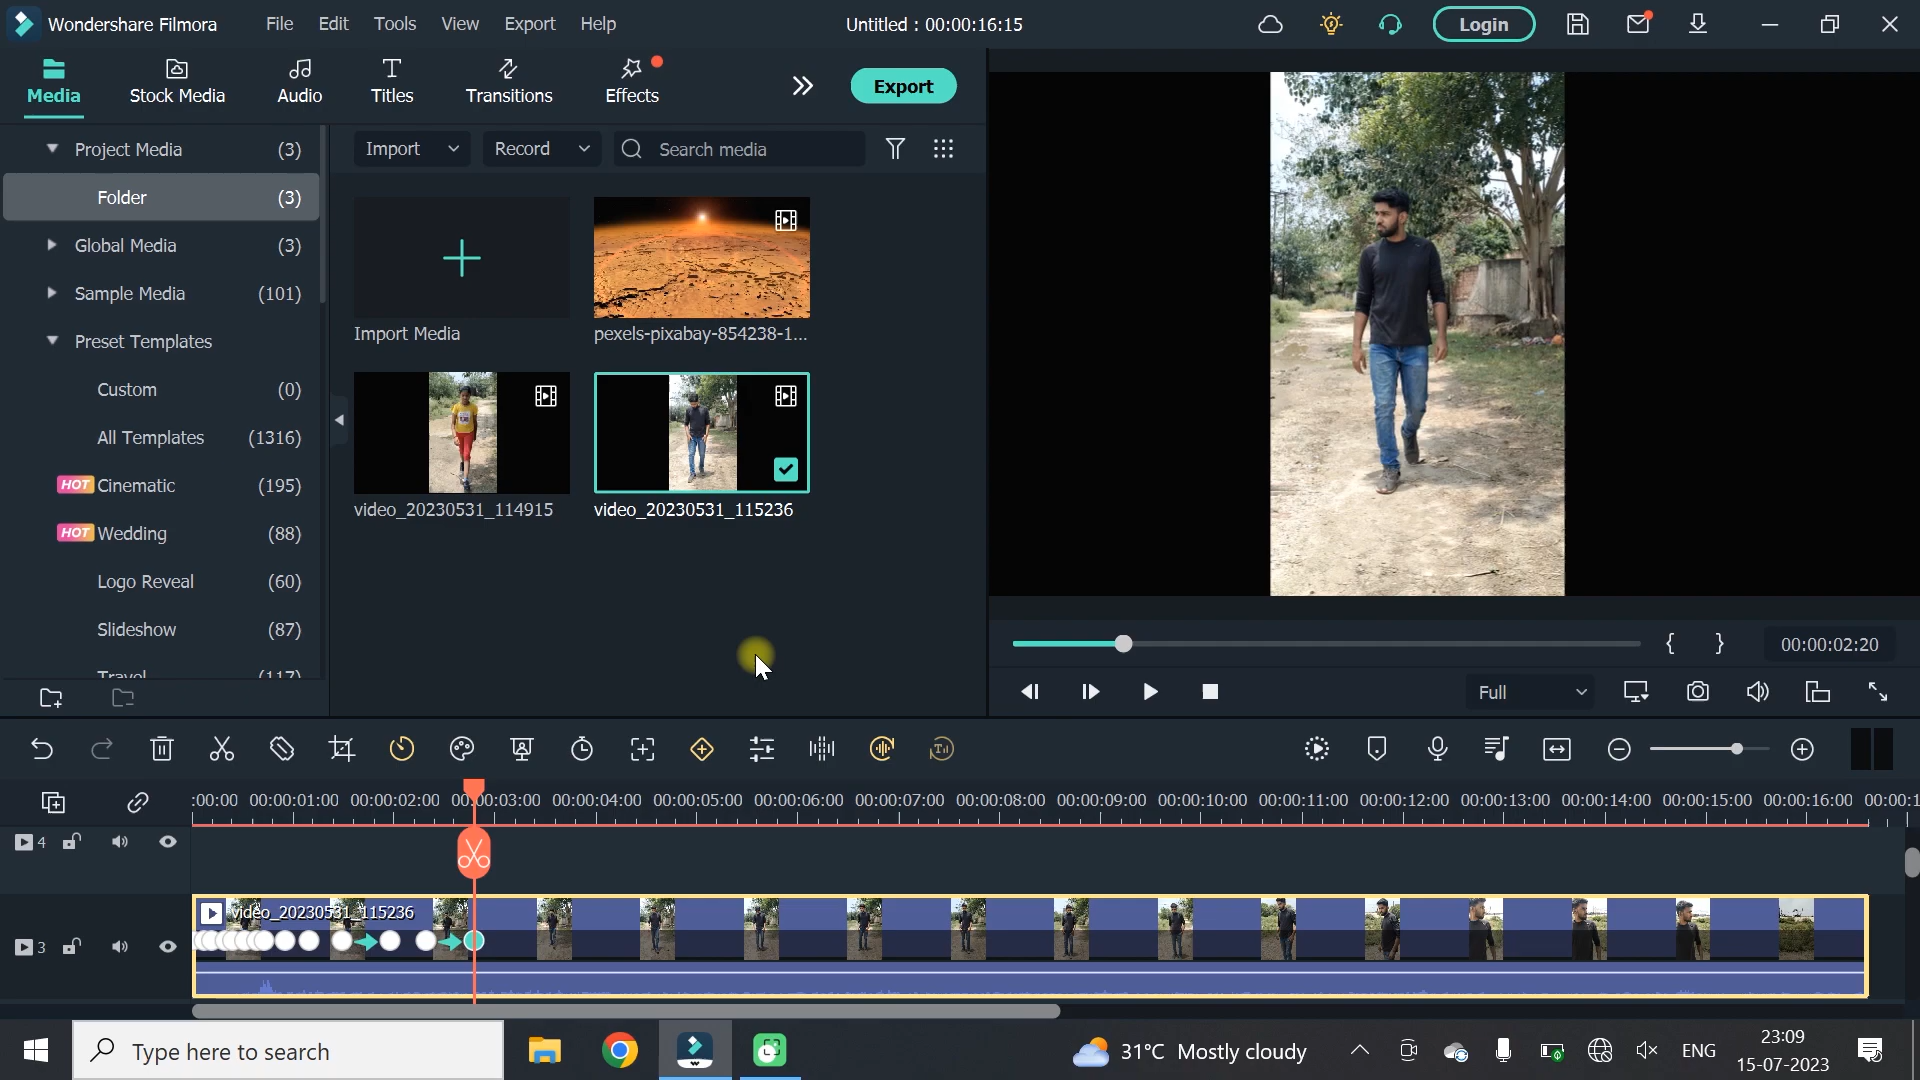 Wondershare Filmora
File Edit Tools View Export Help
Untitled : 00:00:16:15
Login
Media Stock Media Audio Titles Transitions Effects
Export
Project Media (3)
Folder (3)
Global Media (3)
Sample Media (101)
Preset Templates
Custom (0)
All Templates (1316)
HOT Cinematic (195)
HOT Wedding (88)
Logo Reveal (60)
Slideshow (87)
Travel (117)
Import Record Search media
Import Media
pexels-pixabay-854238-1...
video_20230531_114915
video_20230531_115236
00:00:02:20
Full
:00:00 00:00:01:00 00:00:02:00 00:00:03:00 00:00:04:00 00:00:05:00 00:00:06:00 00:00:07:00 00:00:08:00 00:00:09:00 00:00:10:00 00:00:11:00 00:00:12:00 00:00:13:00 00:00:14:00 00:00:15:00 00:00:16:00 00:00:1
4
video_20230531_115236
3
Type here to search
31°C Mostly cloudy
ENG
23:09
15-07-2023